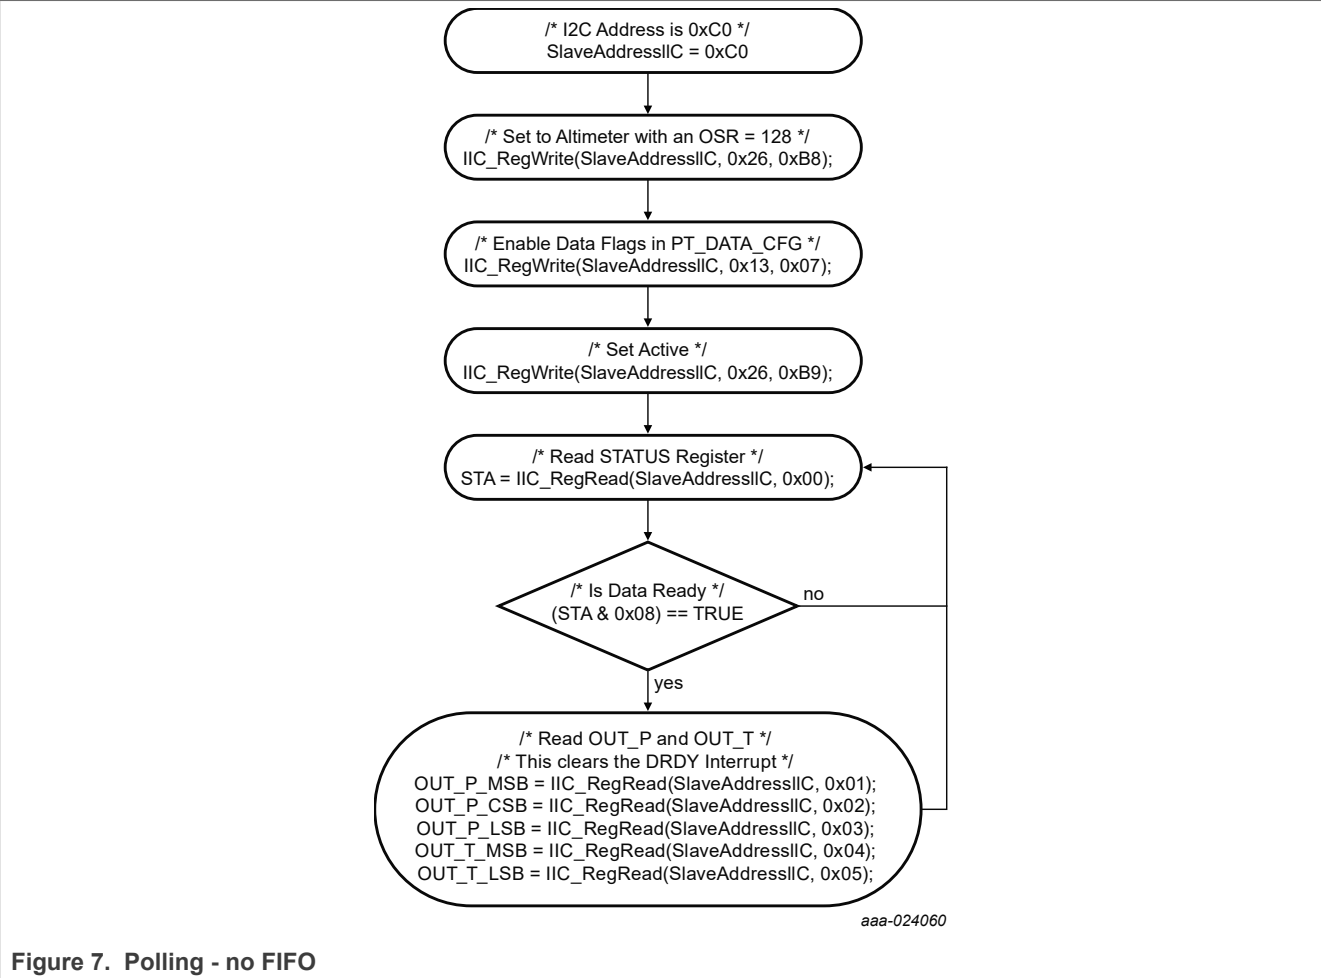 /* I2C Address is 0xC0 */
SlaveAddressIIC = 0xC0
/* Set to Altimeter with an OSR = 128 */
IIC_RegWrite(SlaveAddressIIC, 0x26, 0xB8);
/* Enable Data Flags in PT_DATA_CFG */
IIC_RegWrite(SlaveAddressIIC, 0x13, 0x07);
/* Set Active */
IIC_RegWrite(SlaveAddressIIC, 0x26, 0xB9);
/* Read STATUS Register */
STA = IIC_RegRead(SlaveAddressIIC, 0x00);
/* Is Data Ready */
(STA & 0x08) == TRUE
no
yes
/* Read OUT_P and OUT_T */
/* This clears the DRDY Interrupt */
OUT_P_MSB = IIC_RegRead(SlaveAddressIIC, 0x01);
OUT_P_CSB = IIC_RegRead(SlaveAddressIIC, 0x02);
OUT_P_LSB = IIC_RegRead(SlaveAddressIIC, 0x03);
OUT_T_MSB = IIC_RegRead(SlaveAddressIIC, 0x04);
OUT_T_LSB = IIC_RegRead(SlaveAddressIIC, 0x05);
aaa-024060
Figure 7. Polling - no FIFO